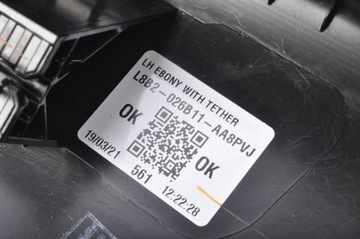 LH EBONY WITH TETHER
L8B2-026B11-AA8PVJ
OK
OK
19/03/21
561
12:22:28